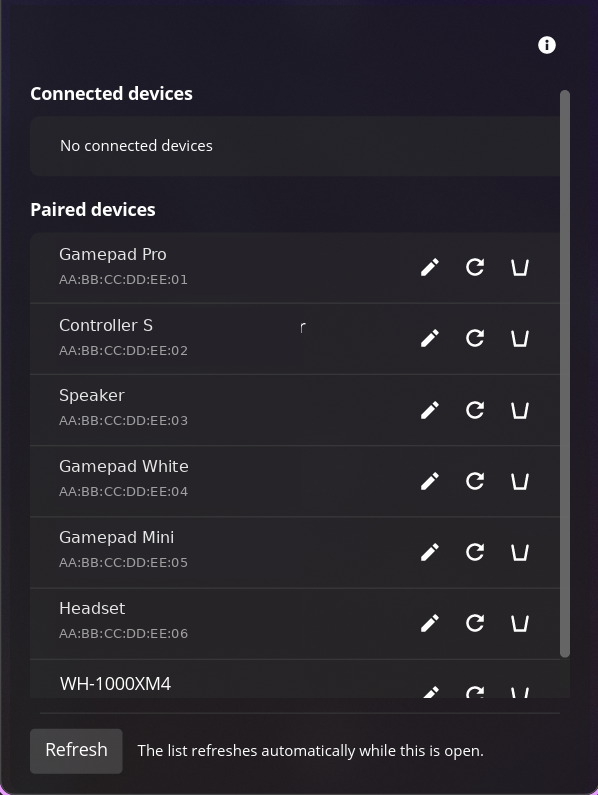 Connected devices
No connected devices
Paired devices
Gamepad Pro
AA:BB:CC:DD:EE:01
Controller S
AA:BB:CC:DD:EE:02
Speaker
AA:BB:CC:DD:EE:03
Gamepad White
AA:BB:CC:DD:EE:04
Gamepad Mini
AA:BB:CC:DD:EE:05
Headset
AA:BB:CC:DD:EE:06
WH-1000XM4
Refresh The list refreshes automatically while this is open.